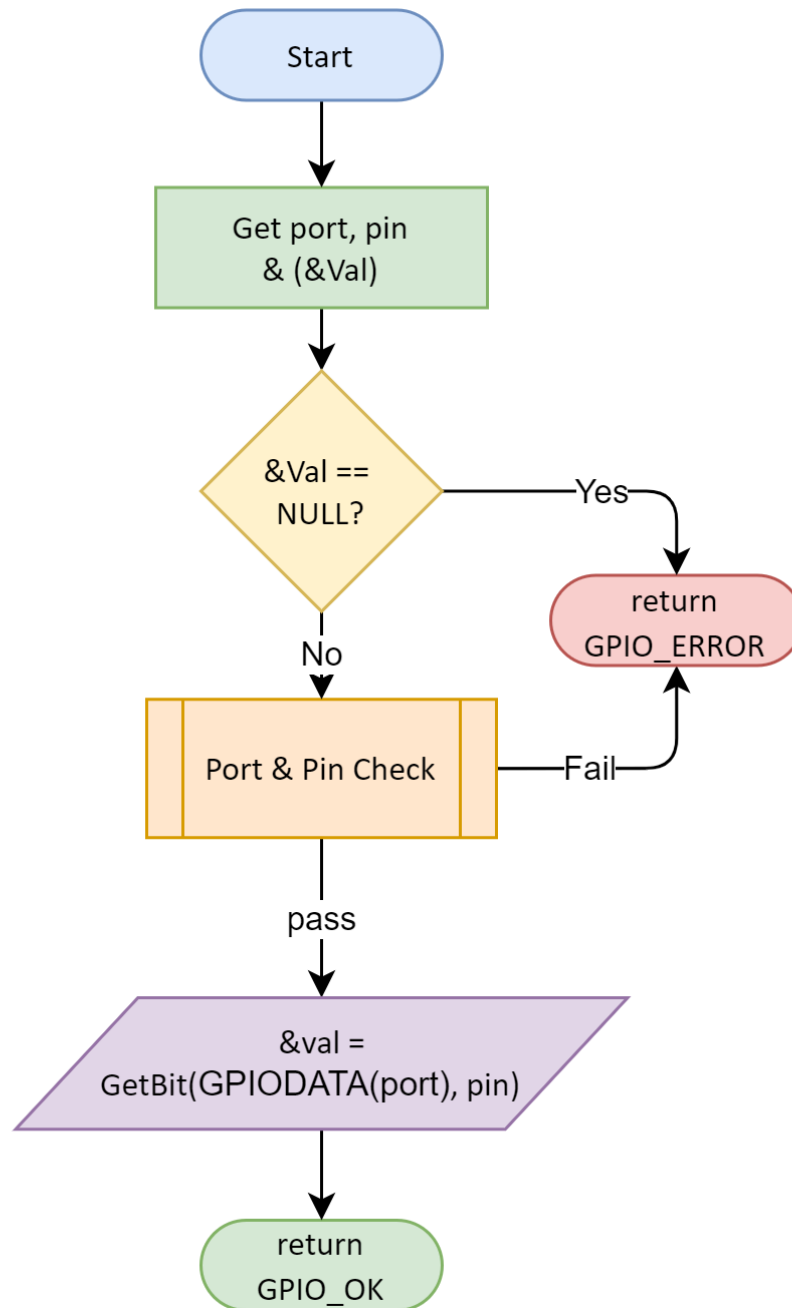 Start
Get port, pin
& (&Val)
&Val ==
NULL?
Yes
return
GPIO_ERROR
No
Port & Pin Check
Fail
pass
&val =
GetBit(GPIODATA(port), pin)
return
GPIO_OK